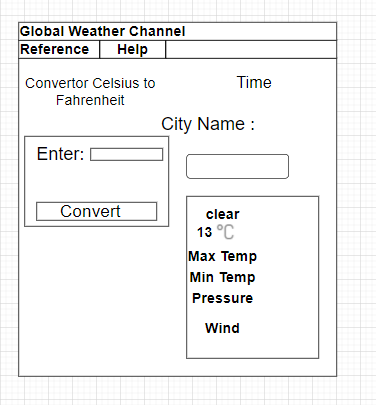 Global Weather Channel
Reference Help
Convertor Celsius to
Fahrenheit
Time
City Name :
Enter:
Convert
clear
13 °C
Max Temp
Min Temp
Pressure
Wind